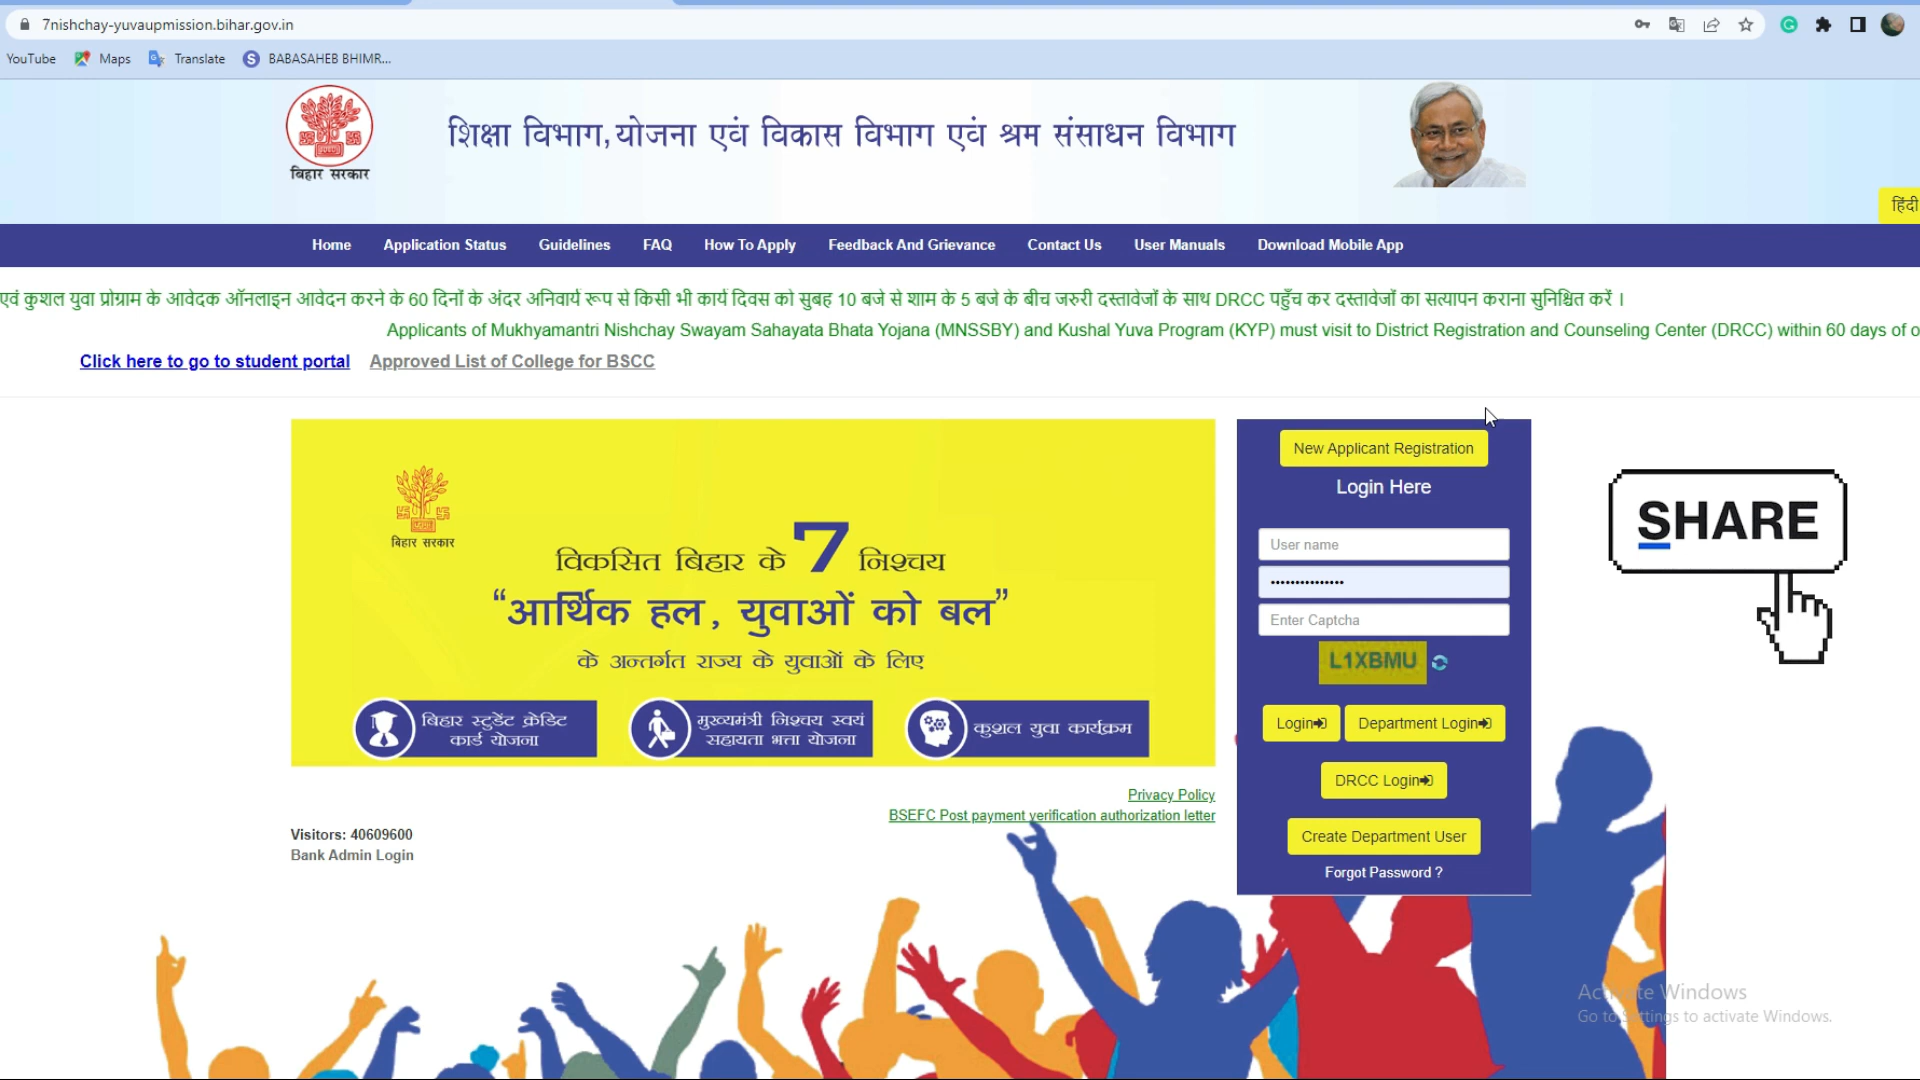 7nishchay-yuvaupmission.bihar.gov.in
YouTube Maps Translate S BABASAHEB BHIMR...
बिहार सरकार
शिक्षा विभाग,योजना एवं विकास विभाग एवं श्रम संसाधन विभाग
हिंदी
Home Application Status Guidelines FAQ How To Apply Feedback And Grievance Contact Us User Manuals Download Mobile App
एवं कुशल युवा प्रोग्राम के आवेदक ऑनलाइन आवेदन करने के 60 दिनों के अंदर अनिवार्य रूप से किसी भी कार्य दिवस को सुबह 10 बजे से शाम के 5 बजे के बीच जरुरी दस्तावेजों के साथ DRCC पहुँच कर दस्तावेजों का सत्यापन कराना सुनिश्चित करें ।
Applicants of Mukhyamantri Nishchay Swayam Sahayata Bhata Yojana (MNSSBY) and Kushal Yuva Program (KYP) must visit to District Registration and Counseling Center (DRCC) within 60 days of o
Click here to go to student portal Approved List of College for BSCC
बिहार सरकार
विकसित बिहार के 7 निश्चय
“आर्थिक हल, युवाओं को बल”
के अन्तर्गत राज्य के युवाओं के लिए
बिहार स्टुडेंट क्रेडिट
कार्ड योजना
मुख्यमंत्री निश्चय स्वयं
सहायता भत्ता योजना
कुशल युवा कार्यक्रम
Privacy Policy
BSEFC Post payment verification authorization letter
Visitors: 40609600
Bank Admin Login
New Applicant Registration
Login Here
User name
•••••••••••••••
Enter Captcha
L1XBMU
Login Department Login
DRCC Login
Create Department User
Forgot Password ?
SHARE
Activate Windows
Go to Settings to activate Windows.